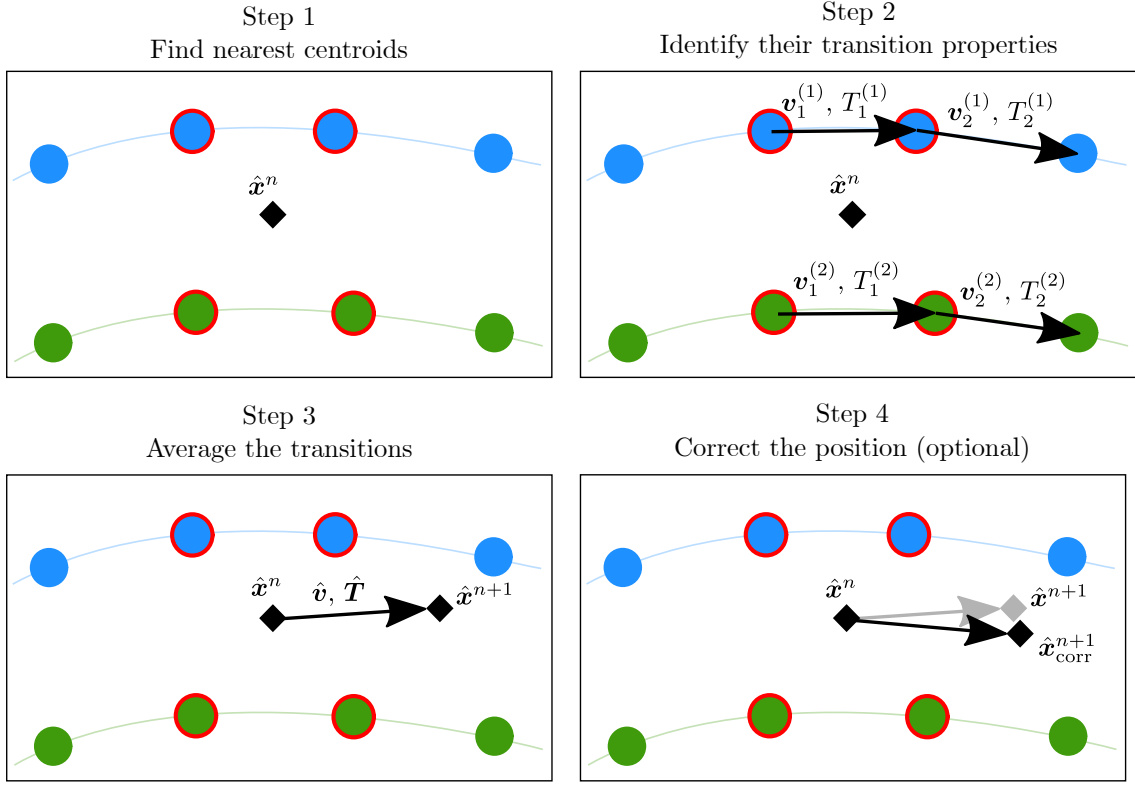 Step 1
Find nearest centroids
x̂ⁿ
Step 2
Identify their transition properties
v₁⁽¹⁾, T₁⁽¹⁾
v₂⁽¹⁾, T₂⁽¹⁾
x̂ⁿ
v₁⁽²⁾, T₁⁽²⁾
v₂⁽²⁾, T₂⁽²⁾
Step 3
Average the transitions
x̂ⁿ
v̂, T̂
x̂ⁿ⁺¹
Step 4
Correct the position (optional)
x̂ⁿ
x̂ⁿ⁺¹
x̂ⁿ⁺¹_corr